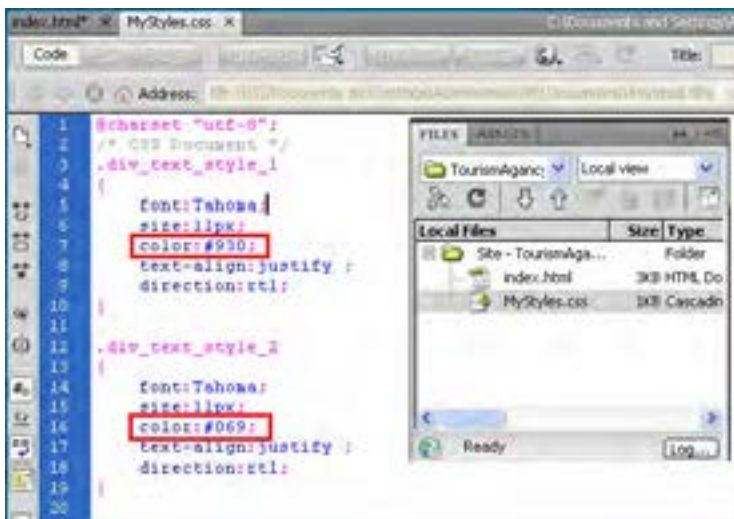 index.html* MyStyles.css
Code Title:
Address:
1 @charset "utf-8";
2 /* CSS Document */
3 .div_text_style_1
4 {
5 font:Tahoma;
6 size:11px;
7 color:#930;
8 text-align:justify ;
9 direction:rtl;
10 }
11
12 .div_text_style_2
13 {
14 font:Tahoma;
15 size:11px;
16 color:#069;
17 text-align:justify ;
18 direction:rtl;
19 }
20
FILES ASSETS
TourismAganc Local view
Local Files Size Type
Site - TourismAga... Folder
index.html 3KB HTML Do
MyStyles.css 1KB Cascadin
Ready Log...